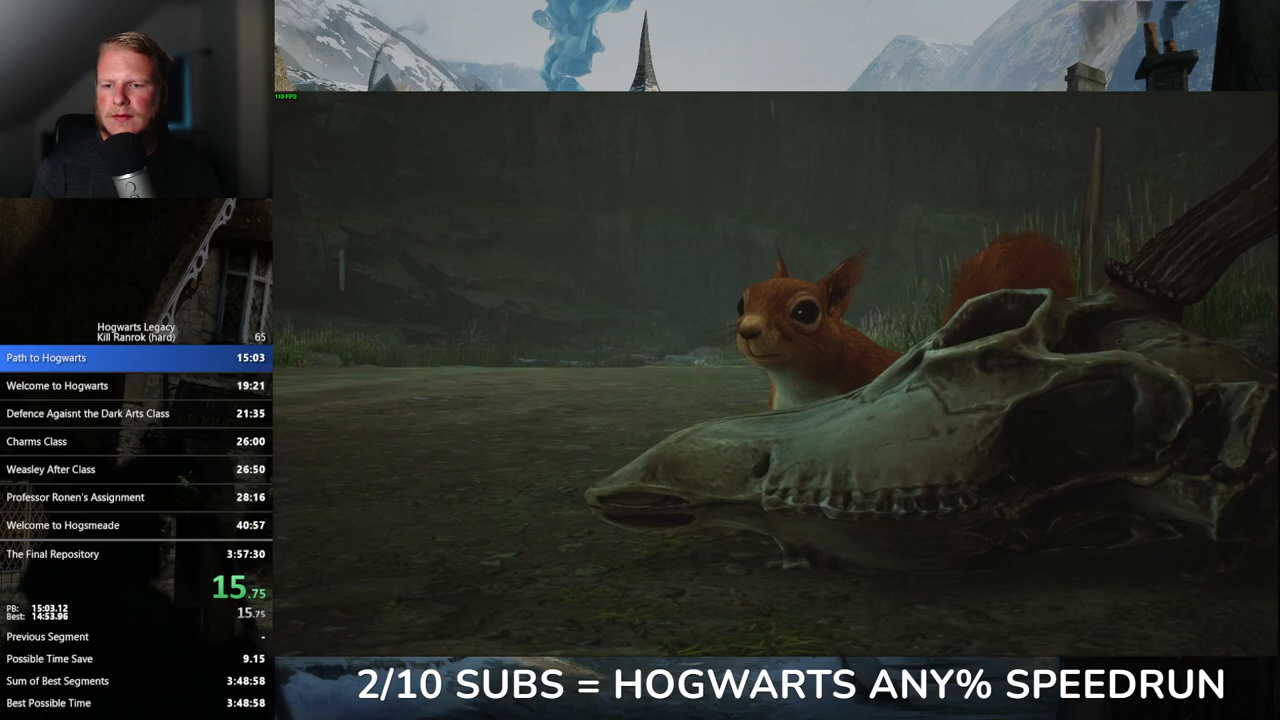 119 FPS
Hogwarts Legacy
Kill Ranrok (hard) 65
Path to Hogwarts 15:03
Welcome to Hogwarts 19:21
Defence Agaisnt the Dark Arts Class 21:35
Charms Class 26:00
Weasley After Class 26:50
Professor Ronen's Assignment 28:16
Welcome to Hogsmeade 40:57
The Final Repository 3:57:30
15.75
PB: 15:03.12 15.75
Best: 14:53.96
Previous Segment -
Possible Time Save 9.15
Sum of Best Segments 3:48:58
Best Possible Time 3:48:58
2/10 SUBS = HOGWARTS ANY% SPEEDRUN